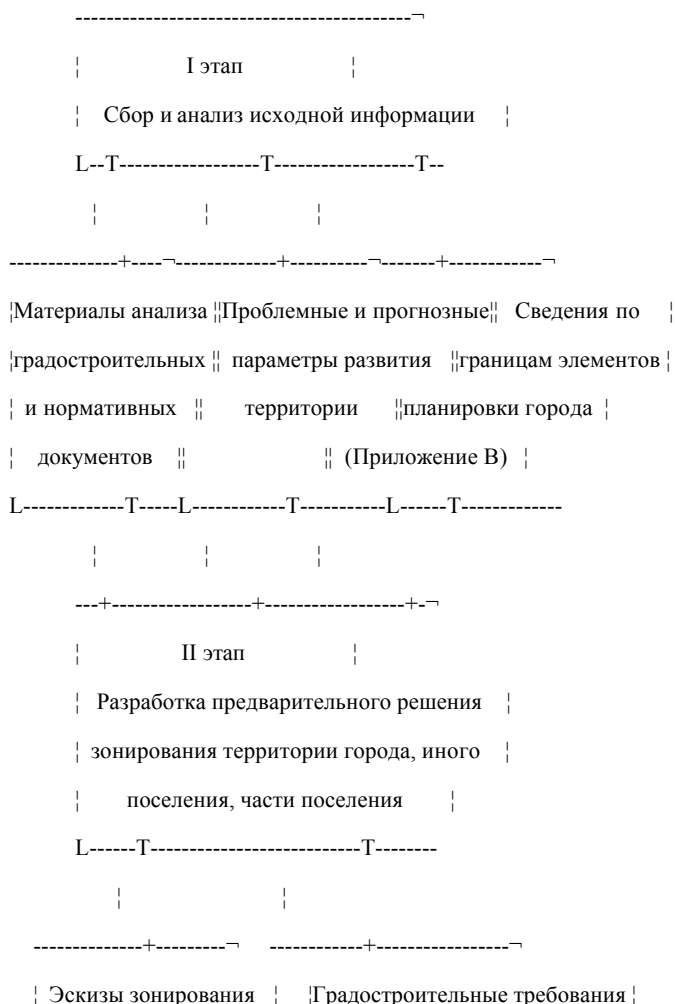 -------------------------------------------¬
¦ I этап ¦
¦ Сбор и анализ исходной информации ¦
L--T------------------T------------------T--
¦ ¦ ¦
--------------+----¬-------------+----------¬-------+------------¬
¦Материалы анализа ¦¦Проблемные и прогнозные¦¦ Сведения по ¦
¦градостроительных ¦¦ параметры развития ¦¦границам элементов ¦
¦ и нормативных ¦¦ территории ¦¦планировки города ¦
¦ документов ¦¦ ¦¦ (Приложение В) ¦
L-------------T-----L------------T-----------L------T-------------
¦ ¦ ¦
---+------------------+------------------+-¬
¦ II этап ¦
¦ Разработка предварительного решения ¦
¦ зонирования территории города, иного ¦
¦ поселения, части поселения ¦
L------T---------------------------T--------
¦ ¦
--------------+---------¬ ------------+-----------------¬
¦ Эскизы зонирования ¦ ¦Градостроительные требования ¦